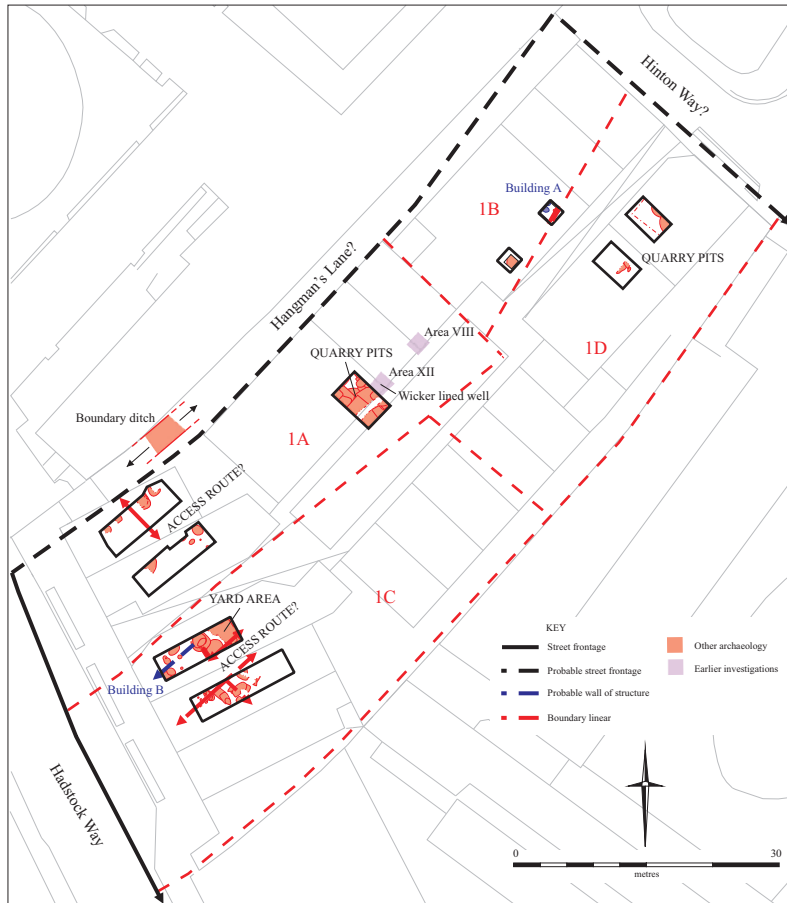 Hinton Way?
Building A
1B
QUARRY PITS
Hangman's Lane?
1D
Area VIII
QUARRY PITS
Area XII
Wicker lined well
Boundary ditch
1A
ACCESS ROUTE?
1C
YARD AREA
ACCESS ROUTE?
Building B
Hadstock Way
KEY
Street frontage
Probable street frontage
Probable wall of structure
Boundary linear
Other archaeology
Earlier investigations
0
30
metres